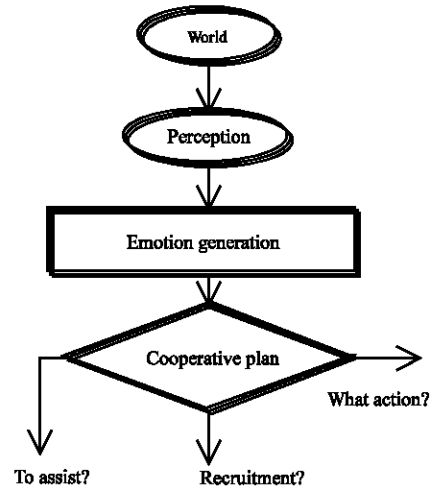 World
Perception
Emotion generation
Cooperative plan
What action?
To assist?
Recruitment?